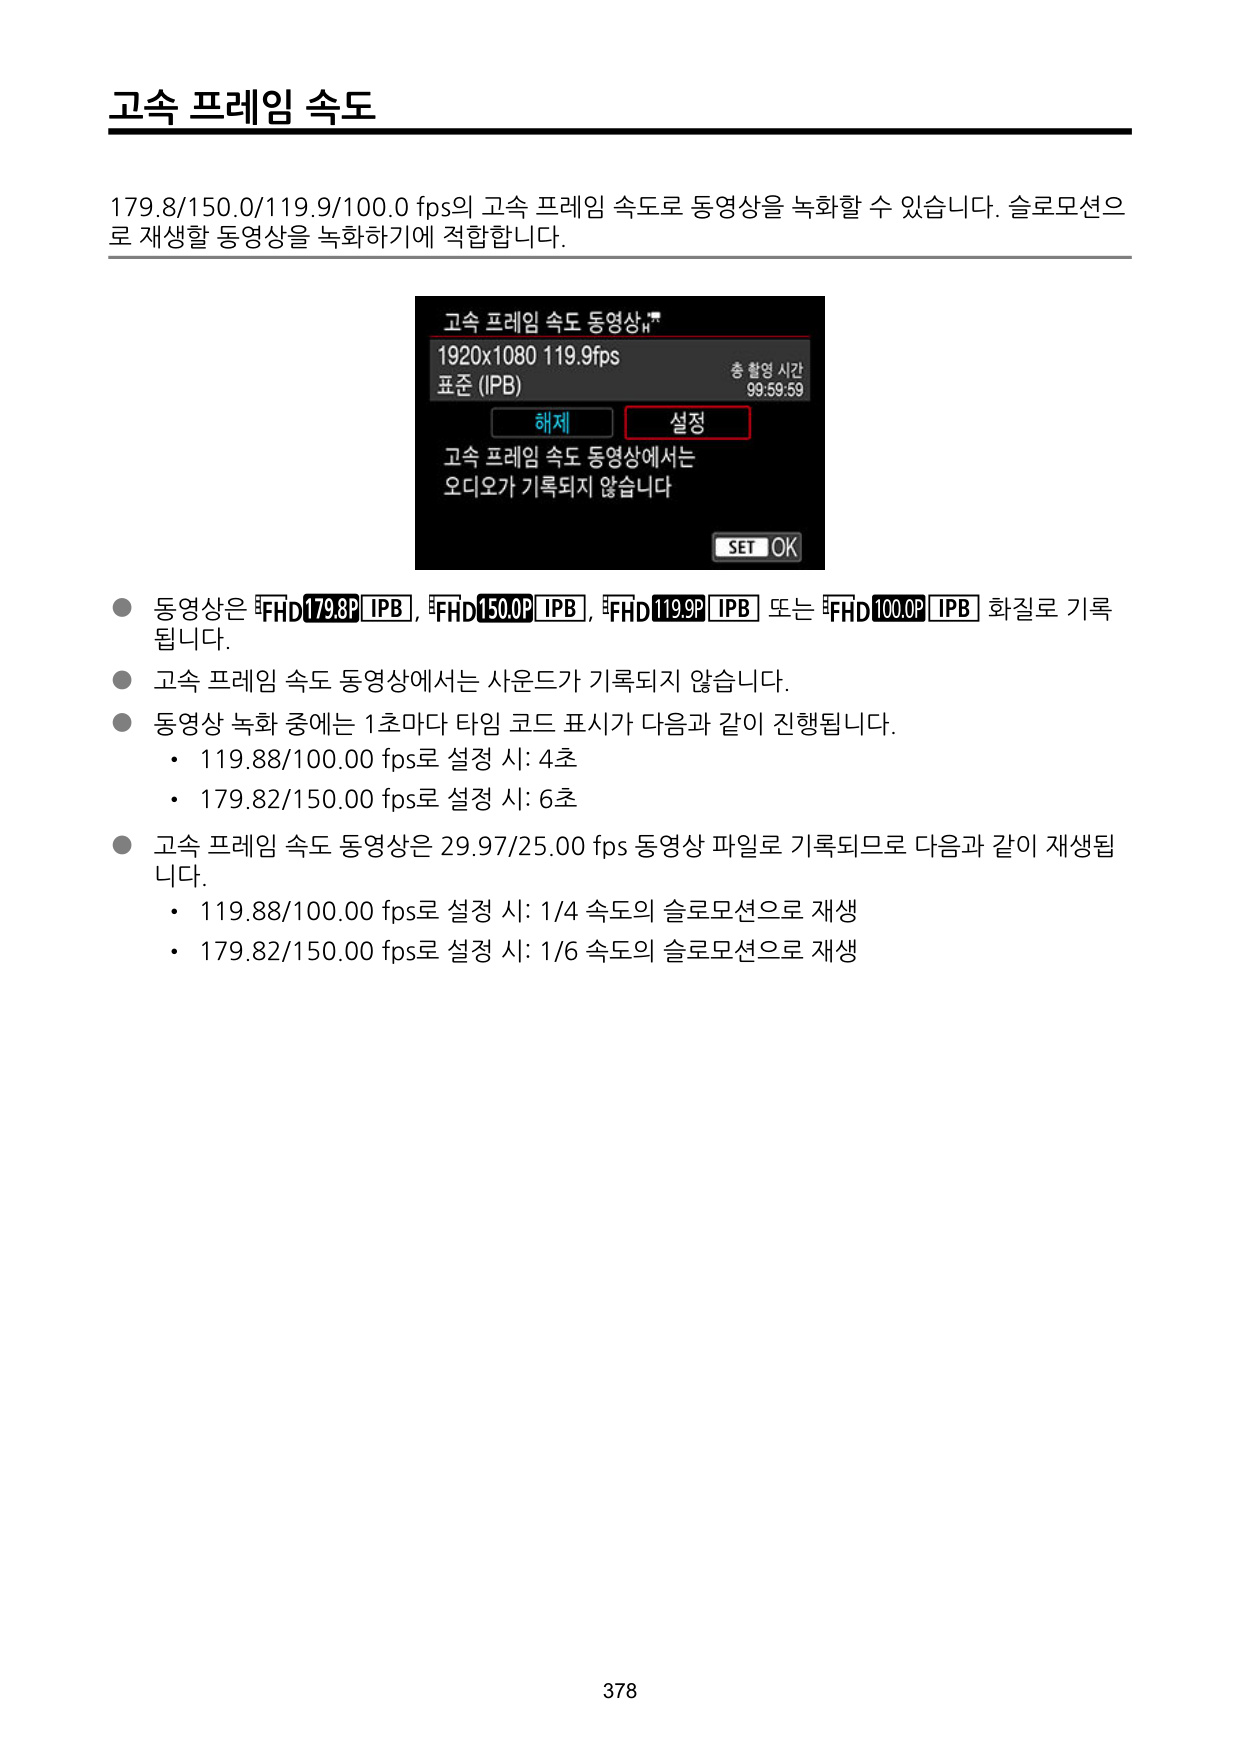 고속 프레임 속도
179.8/150.0/119.9/100.0 fps의 고속 프레임 속도로 동영상을 녹화할 수 있습니다. 슬로모션으
로 재생할 동영상을 녹화하기에 적합합니다.
고속 프레임 속도 동영상
1920x1080 119.9fps
표준 (IPB)
총 촬영 시간
99:59:59
해제 설정
고속 프레임 속도 동영상에서는
오디오가 기록되지 않습니다
SET OK
● 동영상은 FHD 179.8P IPB, FHD 150.0P IPB, FHD 119.9P IPB 또는 FHD 100.0P IPB 화질로 기록
됩니다.
● 고속 프레임 속도 동영상에서는 사운드가 기록되지 않습니다.
● 동영상 녹화 중에는 1초마다 타임 코드 표시가 다음과 같이 진행됩니다.
• 119.88/100.00 fps로 설정 시: 4초
• 179.82/150.00 fps로 설정 시: 6초
● 고속 프레임 속도 동영상은 29.97/25.00 fps 동영상 파일로 기록되므로 다음과 같이 재생됩
니다.
• 119.88/100.00 fps로 설정 시: 1/4 속도의 슬로모션으로 재생
• 179.82/150.00 fps로 설정 시: 1/6 속도의 슬로모션으로 재생
378